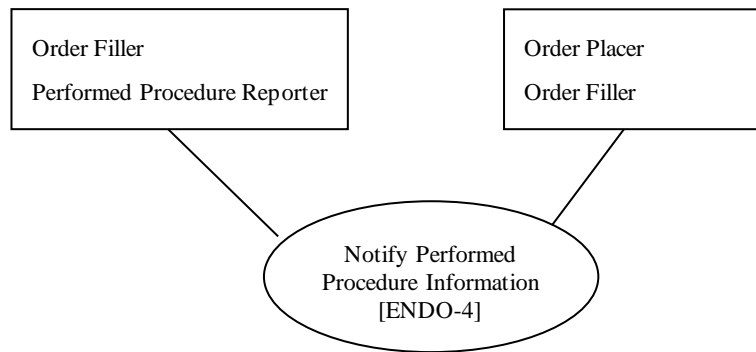 Order Filler
Performed Procedure Reporter
Order Placer
Order Filler
Notify Performed
Procedure Information
[ENDO-4]